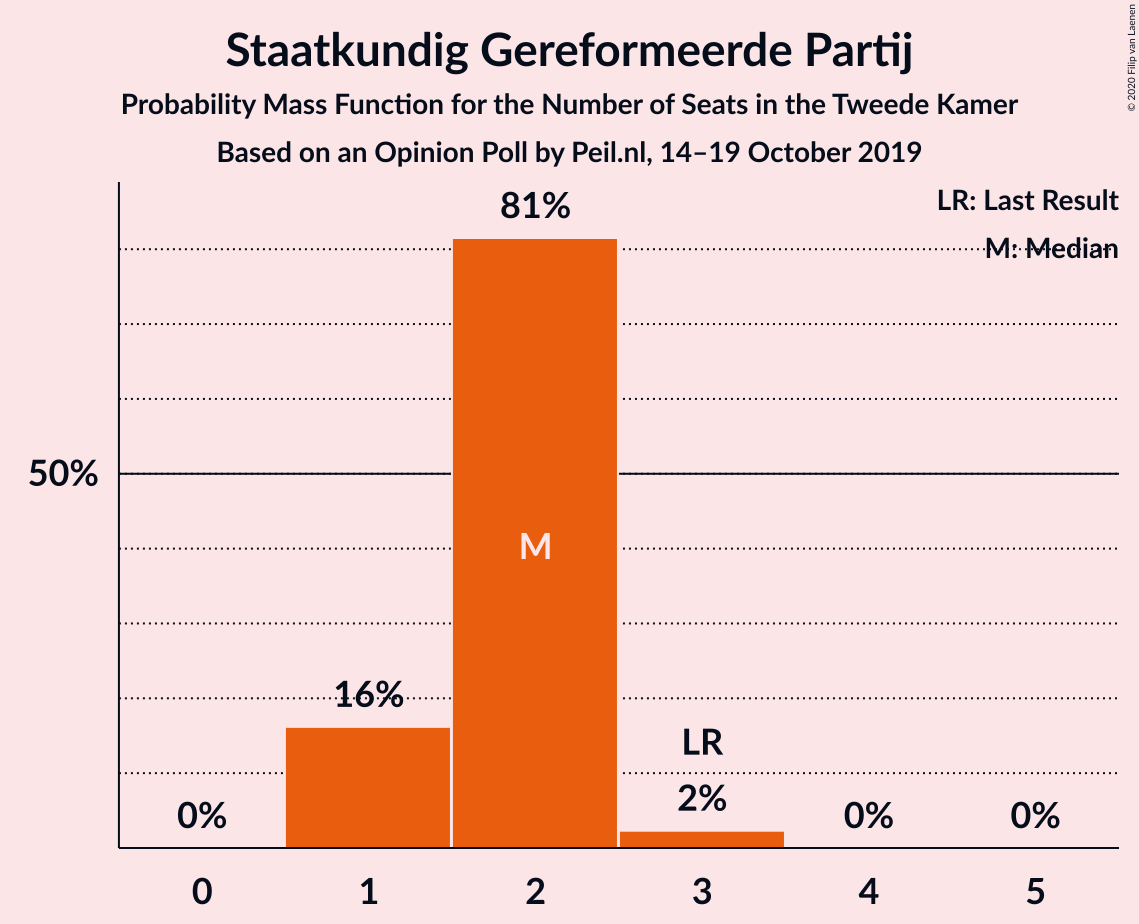 Staatkundig Gereformeerde Partij
Probability Mass Function for the Number of Seats in the Tweede Kamer
Based on an Opinion Poll by Peil.nl, 14–19 October 2019
© 2020 Filip van Laenen
LR: Last Result
M: Median
81%
50%
M
16%
LR
2%
0%
0%
0%
0 1 2 3 4 5